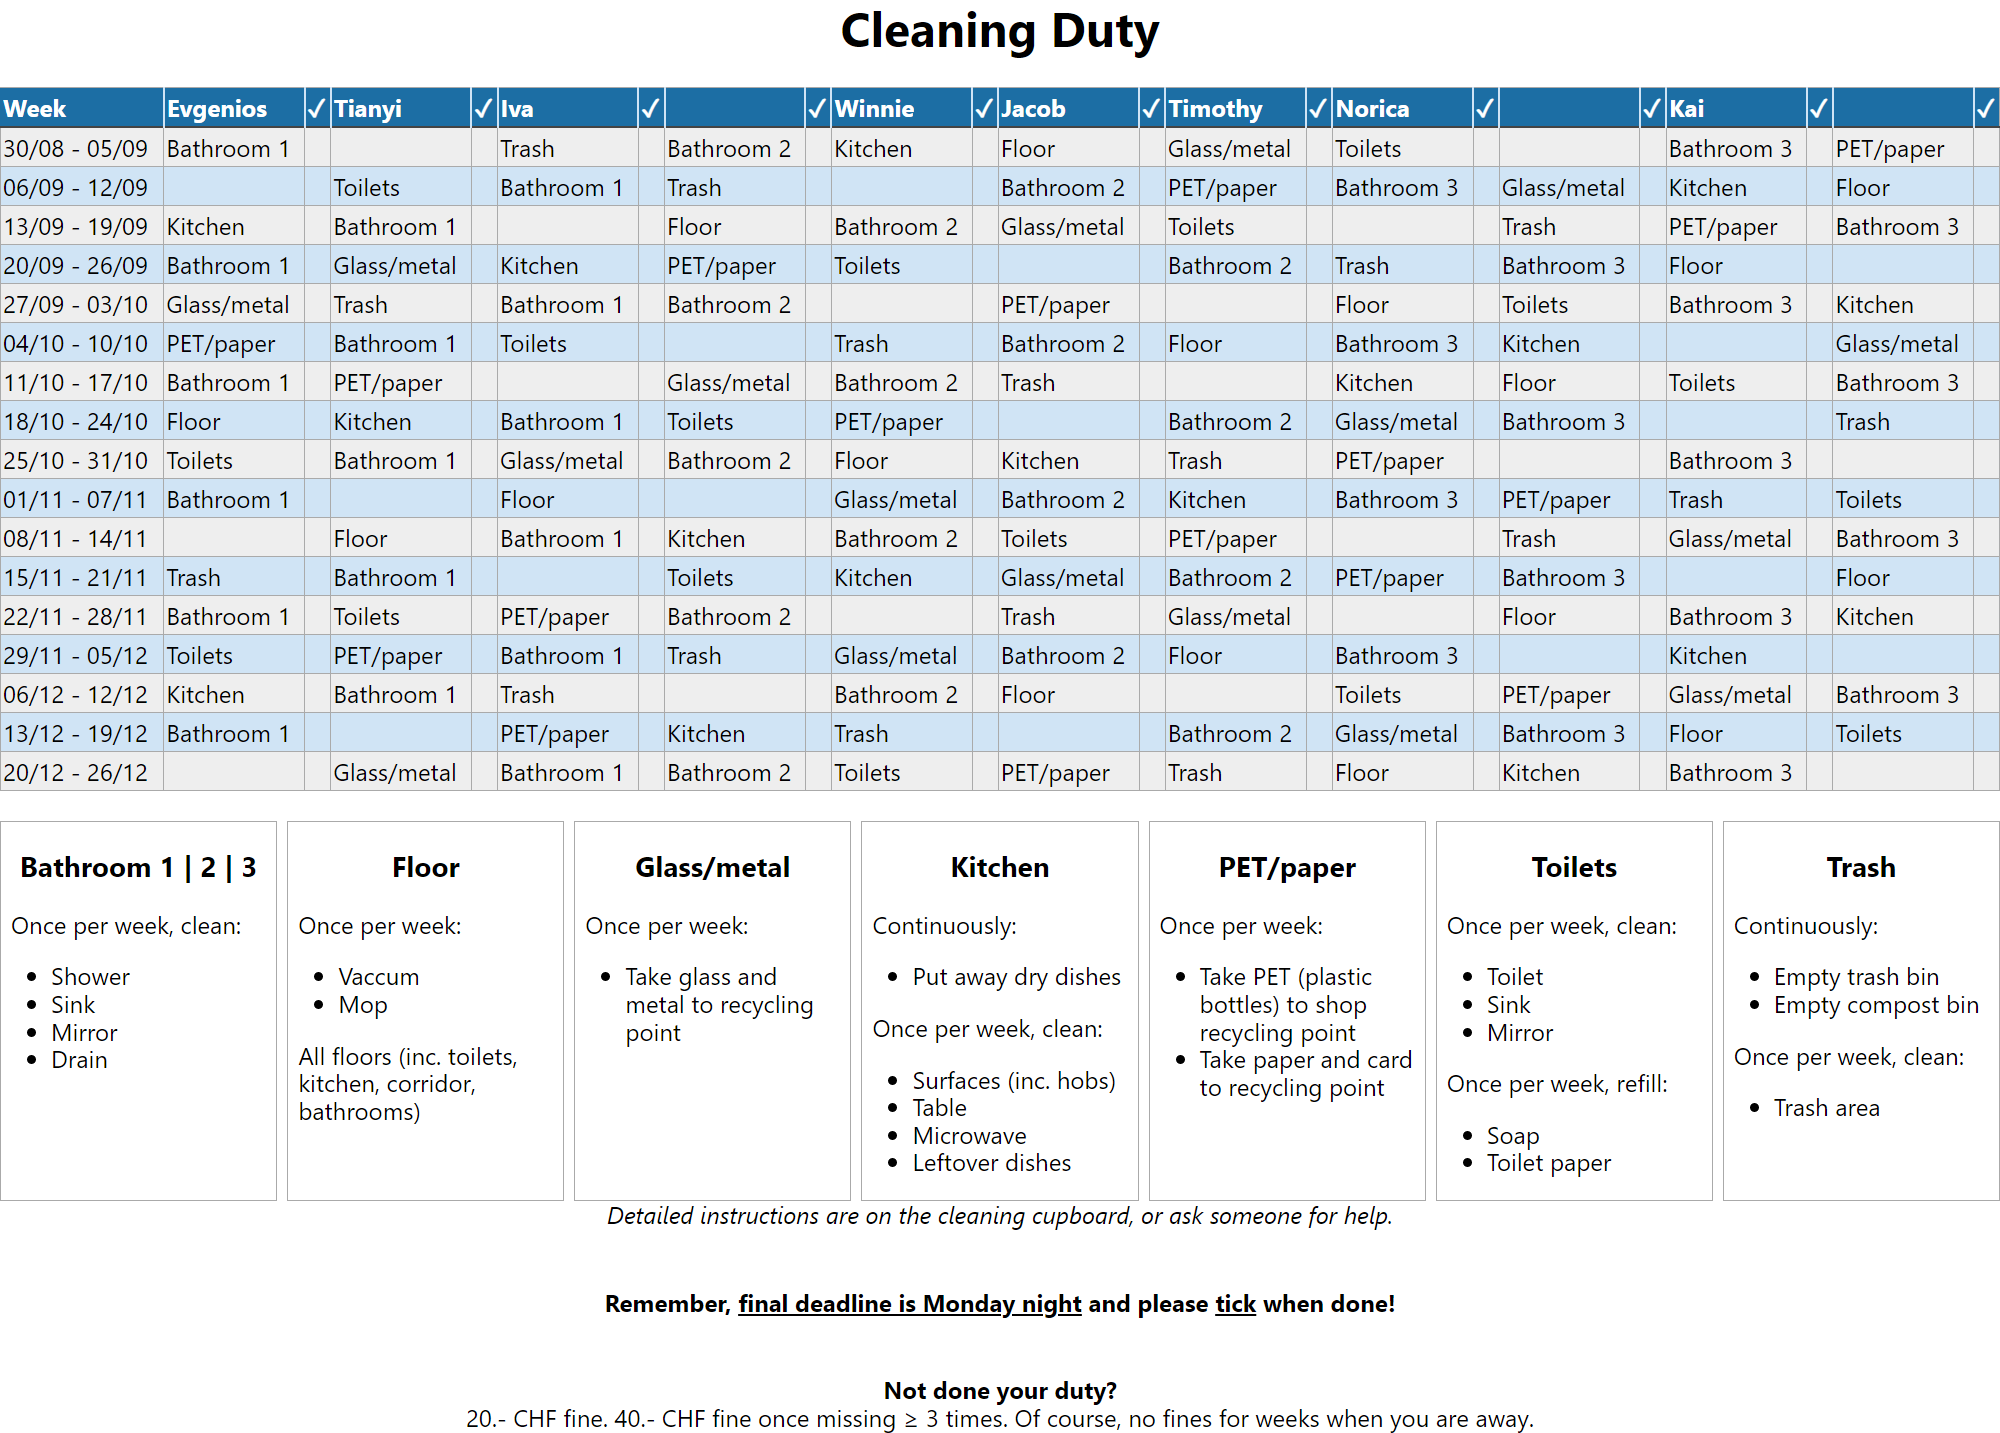 Cleaning Duty
Week Evgenios ✓ Tianyi ✓ Iva ✓ ✓ Winnie ✓ Jacob ✓ Timothy ✓ Norica ✓ ✓ Kai ✓ ✓
30/08 - 05/09 Bathroom 1 Trash Bathroom 2 Kitchen Floor Glass/metal Toilets Bathroom 3 PET/paper
06/09 - 12/09 Toilets Bathroom 1 Trash Bathroom 2 PET/paper Bathroom 3 Glass/metal Kitchen Floor
13/09 - 19/09 Kitchen Bathroom 1 Floor Bathroom 2 Glass/metal Toilets Trash PET/paper Bathroom 3
20/09 - 26/09 Bathroom 1 Glass/metal Kitchen PET/paper Toilets Bathroom 2 Trash Bathroom 3 Floor
27/09 - 03/10 Glass/metal Trash Bathroom 1 Bathroom 2 PET/paper Floor Toilets Bathroom 3 Kitchen
04/10 - 10/10 PET/paper Bathroom 1 Toilets Trash Bathroom 2 Floor Bathroom 3 Kitchen Glass/metal
11/10 - 17/10 Bathroom 1 PET/paper Glass/metal Bathroom 2 Trash Kitchen Floor Toilets Bathroom 3
18/10 - 24/10 Floor Kitchen Bathroom 1 Toilets PET/paper Bathroom 2 Glass/metal Bathroom 3 Trash
25/10 - 31/10 Toilets Bathroom 1 Glass/metal Bathroom 2 Floor Kitchen Trash PET/paper Bathroom 3
01/11 - 07/11 Bathroom 1 Floor Glass/metal Bathroom 2 Kitchen Bathroom 3 PET/paper Trash Toilets
08/11 - 14/11 Floor Bathroom 1 Kitchen Bathroom 2 Toilets PET/paper Trash Glass/metal Bathroom 3
15/11 - 21/11 Trash Bathroom 1 Toilets Kitchen Glass/metal Bathroom 2 PET/paper Bathroom 3 Floor
22/11 - 28/11 Bathroom 1 Toilets PET/paper Bathroom 2 Trash Glass/metal Floor Bathroom 3 Kitchen
29/11 - 05/12 Toilets PET/paper Bathroom 1 Trash Glass/metal Bathroom 2 Floor Bathroom 3 Kitchen
06/12 - 12/12 Kitchen Bathroom 1 Trash Bathroom 2 Floor Toilets PET/paper Glass/metal Bathroom 3
13/12 - 19/12 Bathroom 1 PET/paper Kitchen Trash Bathroom 2 Glass/metal Bathroom 3 Floor Toilets
20/12 - 26/12 Glass/metal Bathroom 1 Bathroom 2 Toilets PET/paper Trash Floor Kitchen Bathroom 3
Bathroom 1 | 2 | 3
Once per week, clean:
• Shower
• Sink
• Mirror
• Drain
Floor
Once per week:
• Vaccum
• Mop
All floors (inc. toilets,
kitchen, corridor,
bathrooms)
Glass/metal
Once per week:
• Take glass and
metal to recycling
point
Kitchen
Continuously:
• Put away dry dishes
Once per week, clean:
• Surfaces (inc. hobs)
• Table
• Microwave
• Leftover dishes
PET/paper
Once per week:
• Take PET (plastic
bottles) to shop
recycling point
• Take paper and card
to recycling point
Toilets
Once per week, clean:
• Toilet
• Sink
• Mirror
Once per week, refill:
• Soap
• Toilet paper
Trash
Continuously:
• Empty trash bin
• Empty compost bin
Once per week, clean:
• Trash area
Detailed instructions are on the cleaning cupboard, or ask someone for help.
Remember, final deadline is Monday night and please tick when done!
Not done your duty?
20.- CHF fine. 40.- CHF fine once missing ≥ 3 times. Of course, no fines for weeks when you are away.